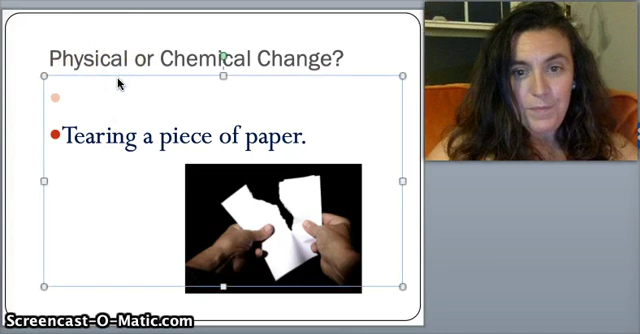 Physical or Chemical Change?
Tearing a piece of paper.
Screencast-O-Matic.com